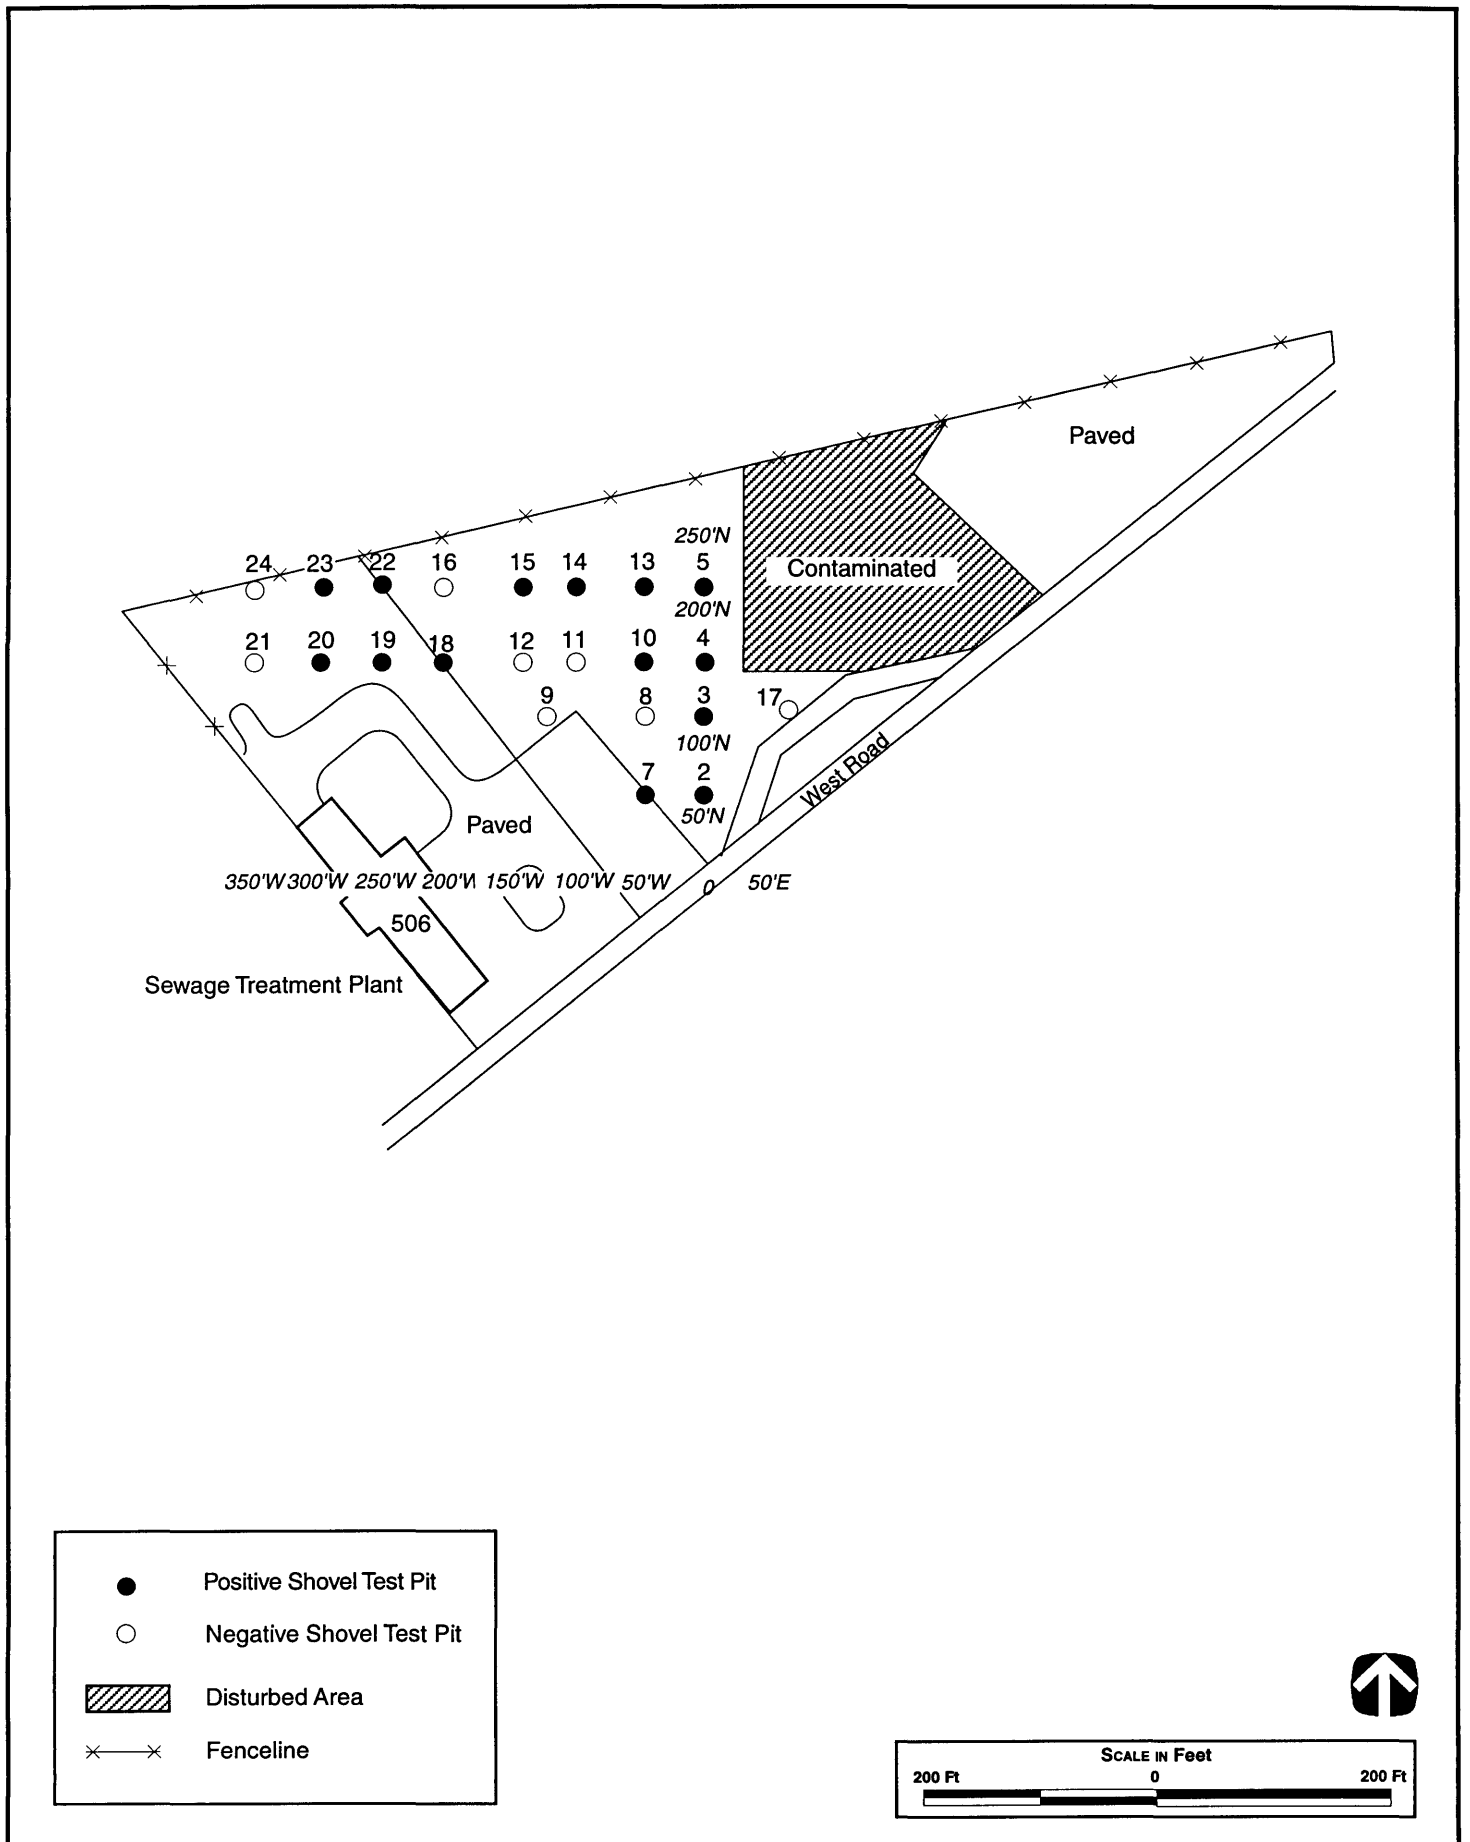 Paved
250'N
24 23 22 16 15 14 13 5
Contaminated
200'N
21 20 19 18 12 11 10 4
9 8 3 17
100'N
7 2
West Road
50'N
Paved
350'W 300'W 250'W 200'W 150'W 100'W 50'W 0 50'E
506
Sewage Treatment Plant
Positive Shovel Test Pit
Negative Shovel Test Pit
Disturbed Area
Fenceline
SCALE IN Feet
200 Ft 0 200 Ft